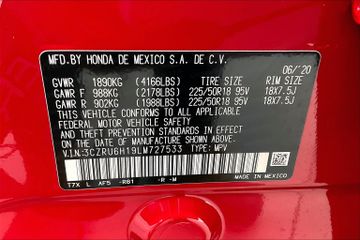 MFD.BY HONDA DE MEXICO S.A. DE C.V.
06/'20
GVWR 1890KG (4166LBS) TIRE SIZE RIM SIZE
GAWR F 988KG (2178LBS) 225/50R18 95V 18X7.5J
GAWR R 902KG (1988LBS) 225/50R18 95V 18X7.5J
THIS VEHICLE CONFORMS TO ALL APPLICABLE
FEDERAL MOTOR VEHICLE SAFETY STANDARDS
IN EFFECT ON THE DATE OF MANUFACTURE
SHOWN ABOVE.
V.I.N:3CZRU6H19LM727533 TYPE: MPV
T7X L AF5 -R81 -R -M
MADE IN MEXICO